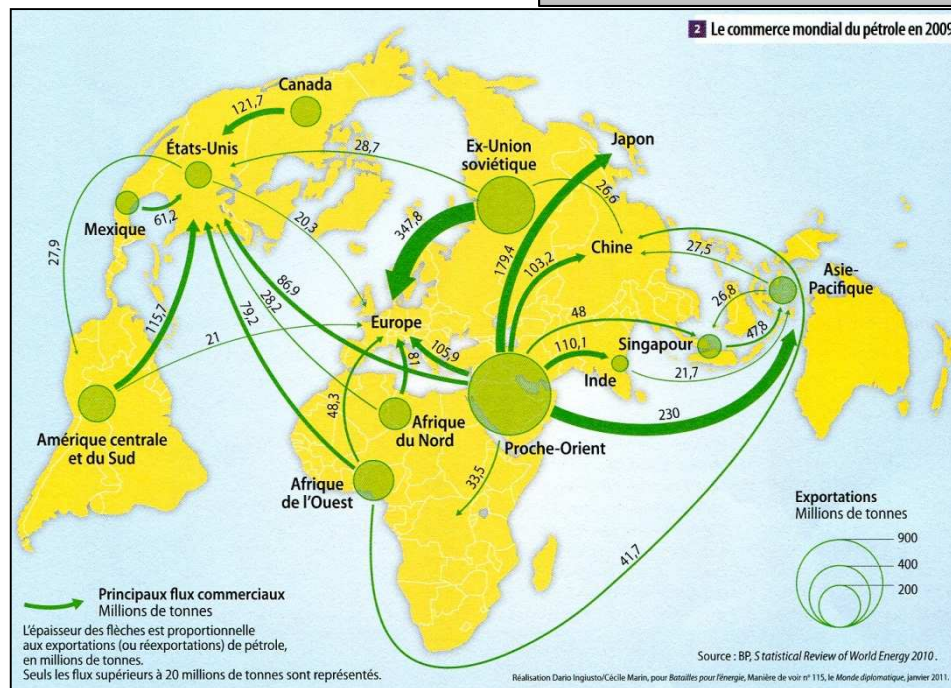 2 Le commerce mondial du pétrole en 2009
Canada
121,7
États-Unis
28,7
Ex-Union
soviétique
Japon
Mexique
61,2
20,3
347,8
26,6
27,9
179,4
103,2
Chine
27,5
Asie-
Pacifique
115,7
86,9
79,2
28,2
Europe
105,9
81
48
26,8
Singapour
47,8
110,1
Inde
21,7
21
230
48,3
Amérique centrale
et du Sud
Afrique
du Nord
Proche-Orient
Afrique
de l'Ouest
33,5
41,7
Exportations
Millions de tonnes
900
400
200
Principaux flux commerciaux
Millions de tonnes
L'épaisseur des flèches est proportionnelle
aux exportations (ou réexportations) de pétrole,
en millions de tonnes.
Seuls les flux supérieurs à 20 millions de tonnes sont représentés.
Source : BP, S tatistical Review of World Energy 2010 .
Réalisation Dario Ingiusto/Cécile Marin, pour Batailles pour l'énergie, Manière de voir n° 115, le Monde diplomatique, janvier 2011